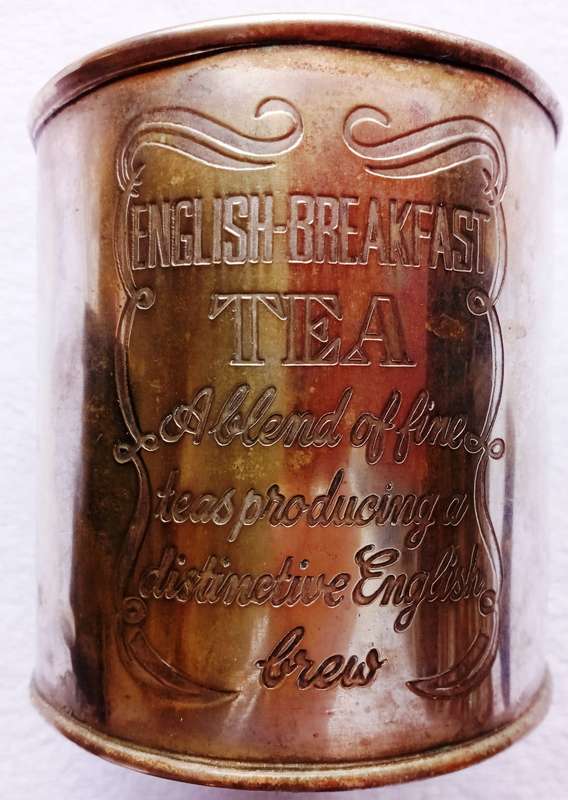 ENGLISH-BREAKFAST
TEA
A blend of fine
teas producing a
distinctive English
brew